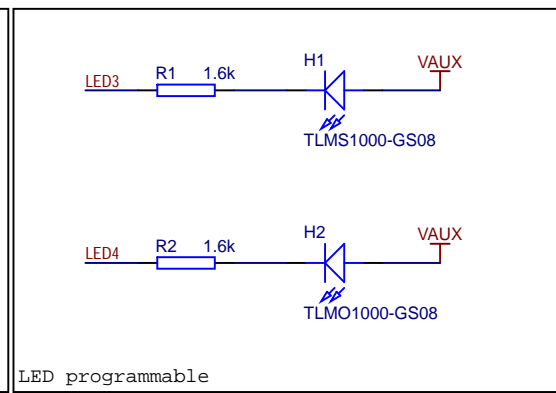 H1 VAUX
LED3 R1 1.6k
TLMS1000-GS08
H2 VAUX
LED4 R2 1.6k
TLMO1000-GS08
LED programmable